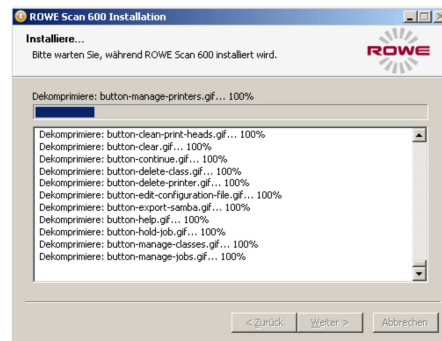 ROWE Scan 600 Installation
Installiere...
Bitte warten Sie, während ROWE Scan 600 installiert wird.
ROWE
Dekomprimiere: button-manage-printers.gif... 100%
Dekomprimiere: button-clean-print-heads.gif... 100%
Dekomprimiere: button-clear.gif... 100%
Dekomprimiere: button-continue.gif... 100%
Dekomprimiere: button-delete-class.gif... 100%
Dekomprimiere: button-delete-printer.gif... 100%
Dekomprimiere: button-edit-configuration-file.gif... 100%
Dekomprimiere: button-export-samba.gif... 100%
Dekomprimiere: button-help.gif... 100%
Dekomprimiere: button-hold-job.gif... 100%
Dekomprimiere: button-manage-classes.gif... 100%
Dekomprimiere: button-manage-jobs.gif... 100%
< Zurück Weiter > Abbrechen